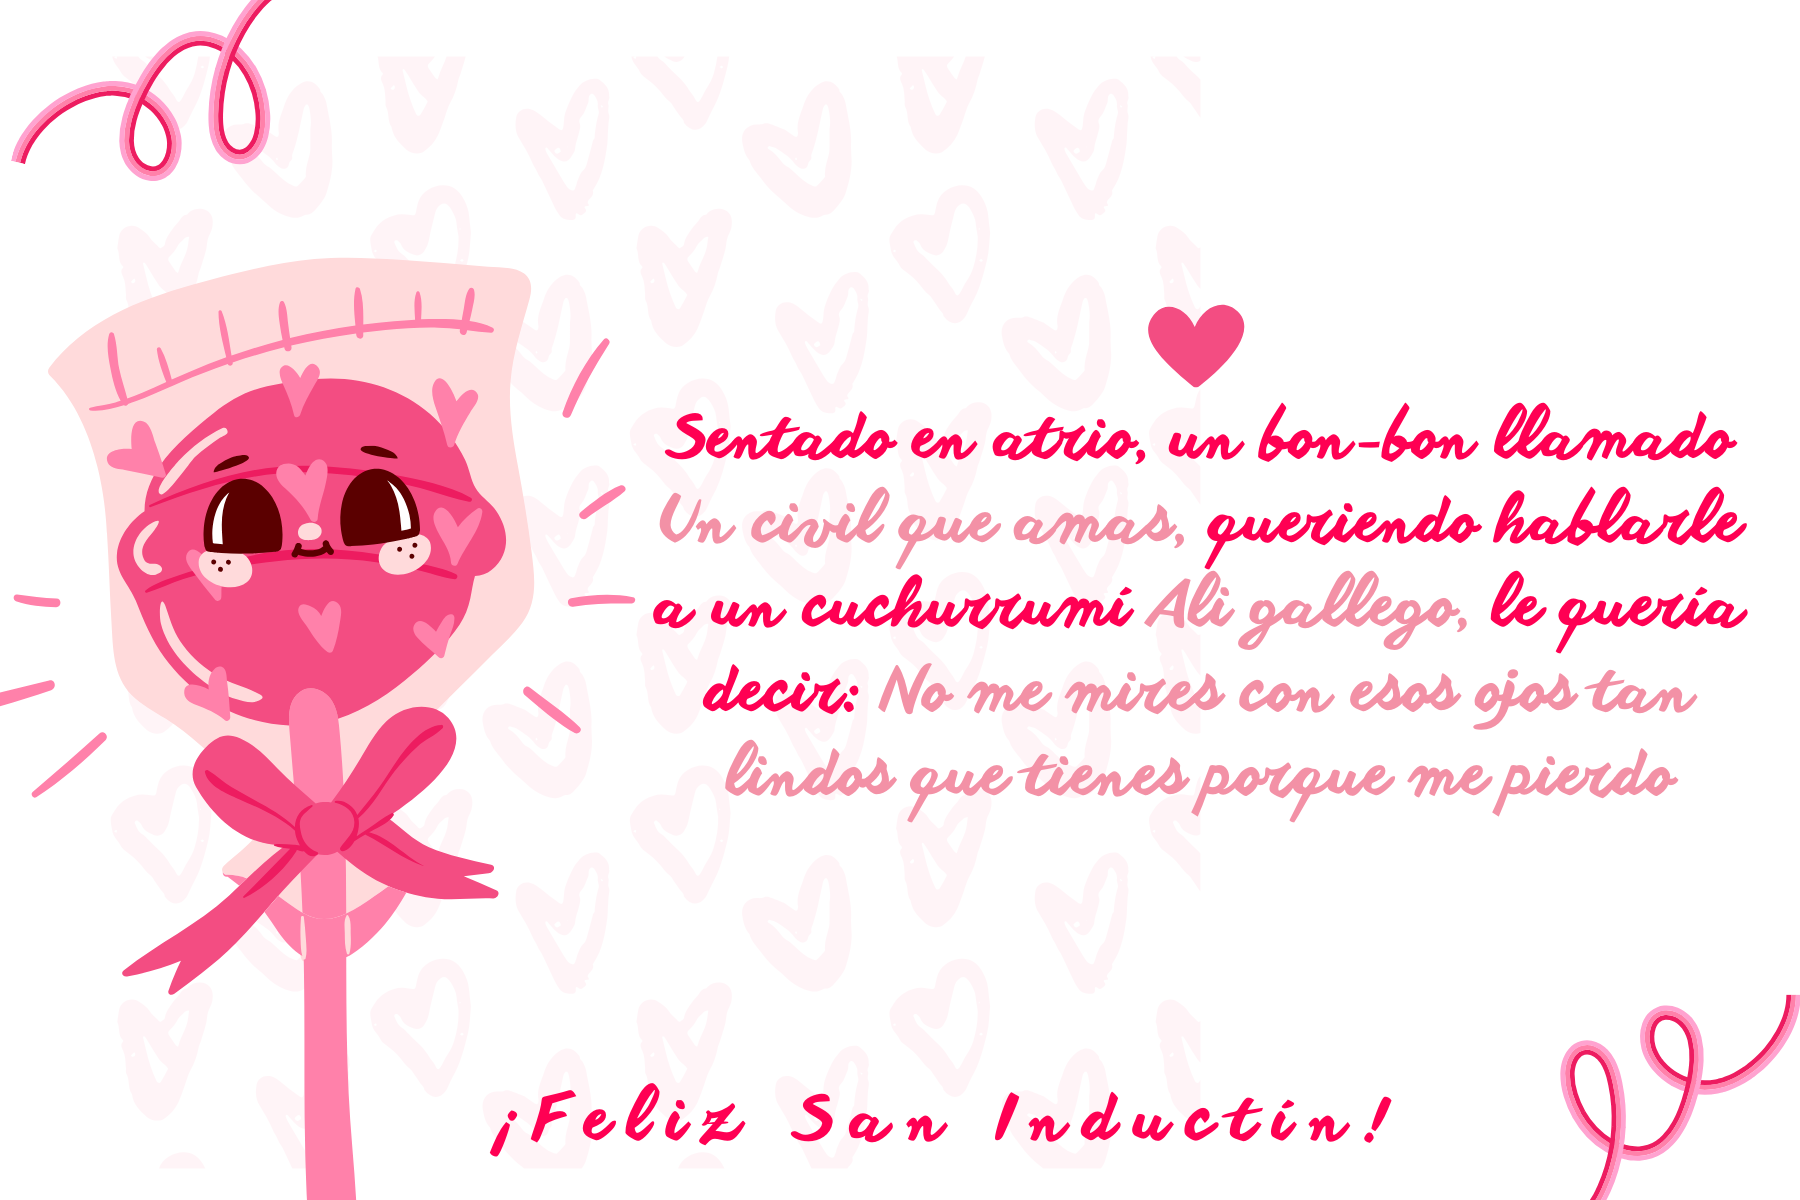 Sentado en atrio, un bon-bon llamado
Un civil que amas, queriendo hablarle
a un cuchurrumí Ali gallego, le quería
decir: No me mires con esos ojos tan
lindos que tienes porque me pierdo
¡Feliz San Inductín!